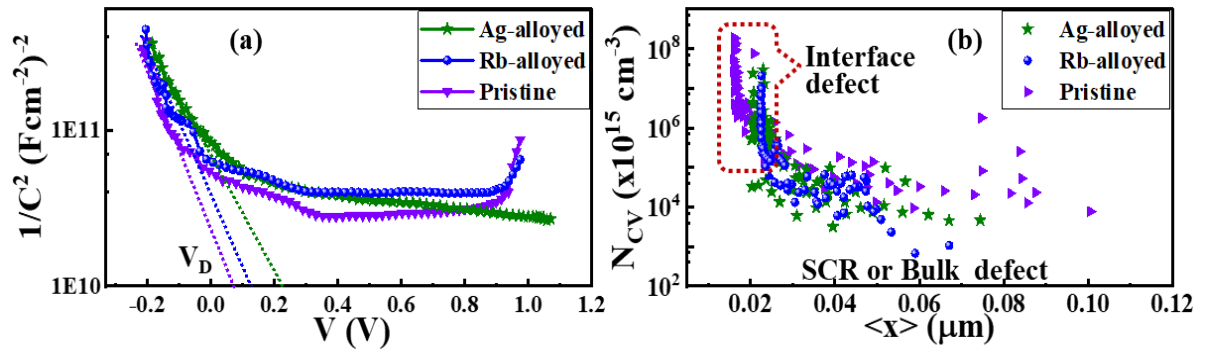 (a)
Ag-alloyed
Rb-alloyed
Pristine
1E11
1E10
1/C² (Fcm⁻²)⁻²
V_D
-0.2 0.0 0.2 0.4 0.6 0.8 1.0 1.2
V (V)
(b)
Ag-alloyed
Rb-alloyed
Pristine
Interface
defect
10⁸
10⁶
10⁴
10²
N_CV (x10¹⁵ cm⁻³)
SCR or Bulk defect
0.02 0.04 0.06 0.08 0.10
<x> (μm)